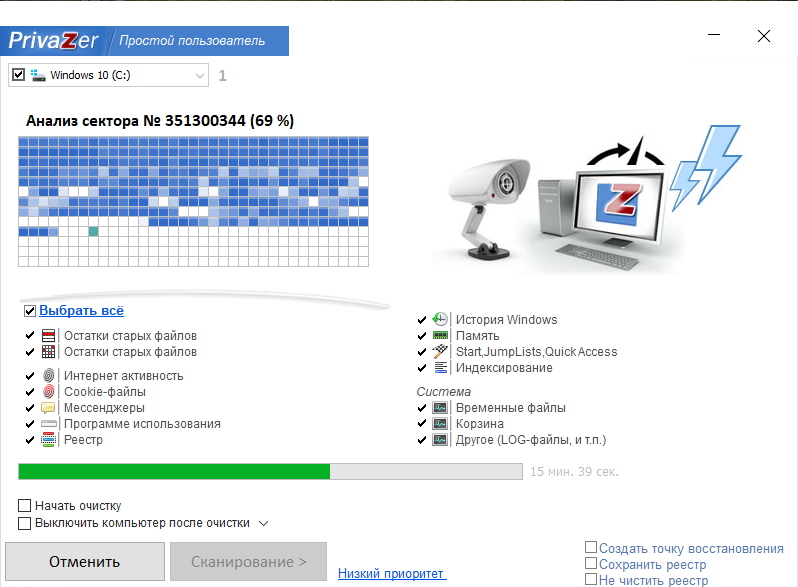 PrivaZer Простой пользователь
Windows 10 (C:) 1
Анализ сектора № 351300344 (69 %)
Выбрать всё
Остатки старых файлов
Остатки старых файлов
Интернет активность
Cookie-файлы
Мессенджеры
Программе использования
Реестр
История Windows
Память
Start,JumpLists,Quick Access
Индексирование
Система
Временные файлы
Корзина
Другое (LOG-файлы, и т.п.)
15 мин. 39 сек.
Начать очистку
Выключить компьютер после очистки
Отменить
Сканирование >
Низкий приоритет
Создать точку восстановления
Сохранить реестр
Не чистить реестр